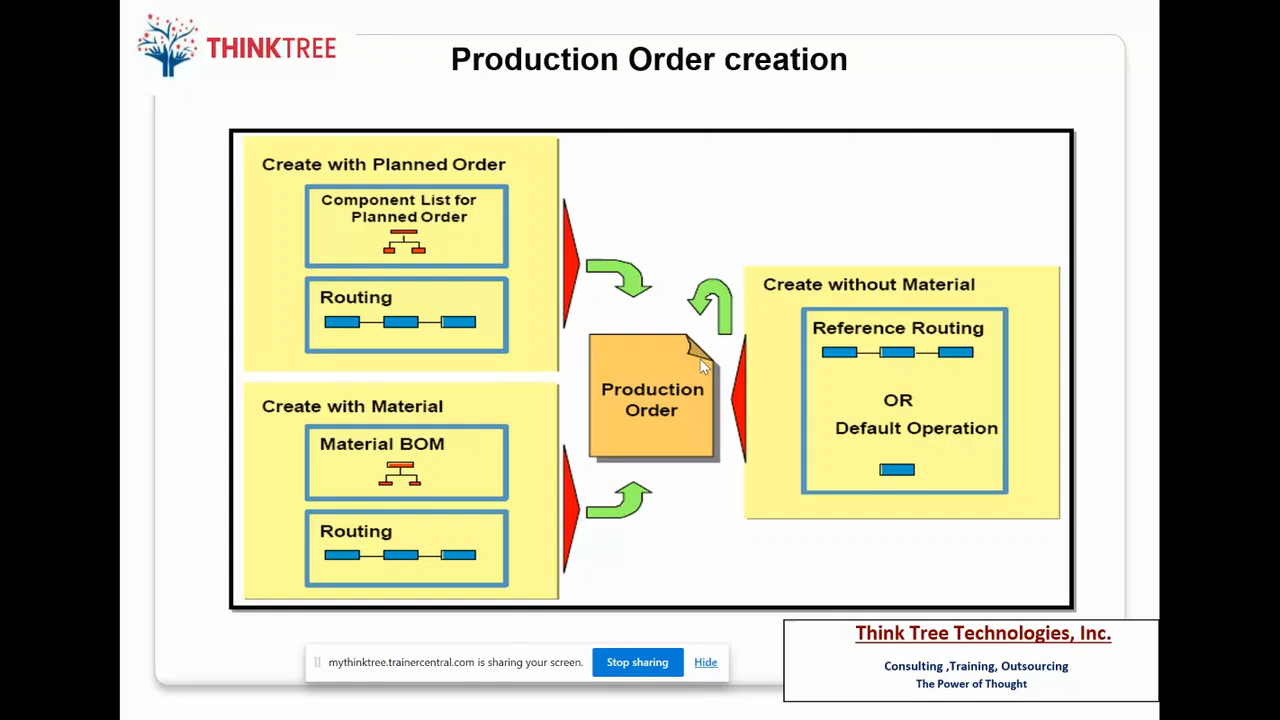 THINKTREE
Production Order creation
Create with Planned Order
Component List for
Planned Order
Routing
Create with Material
Material BOM
Routing
Production
Order
Create without Material
Reference Routing
OR
Default Operation
Think Tree Technologies, Inc.
Consulting ,Training, Outsourcing
The Power of Thought
mythinktree.trainercentral.com is sharing your screen.
Stop sharing
Hide